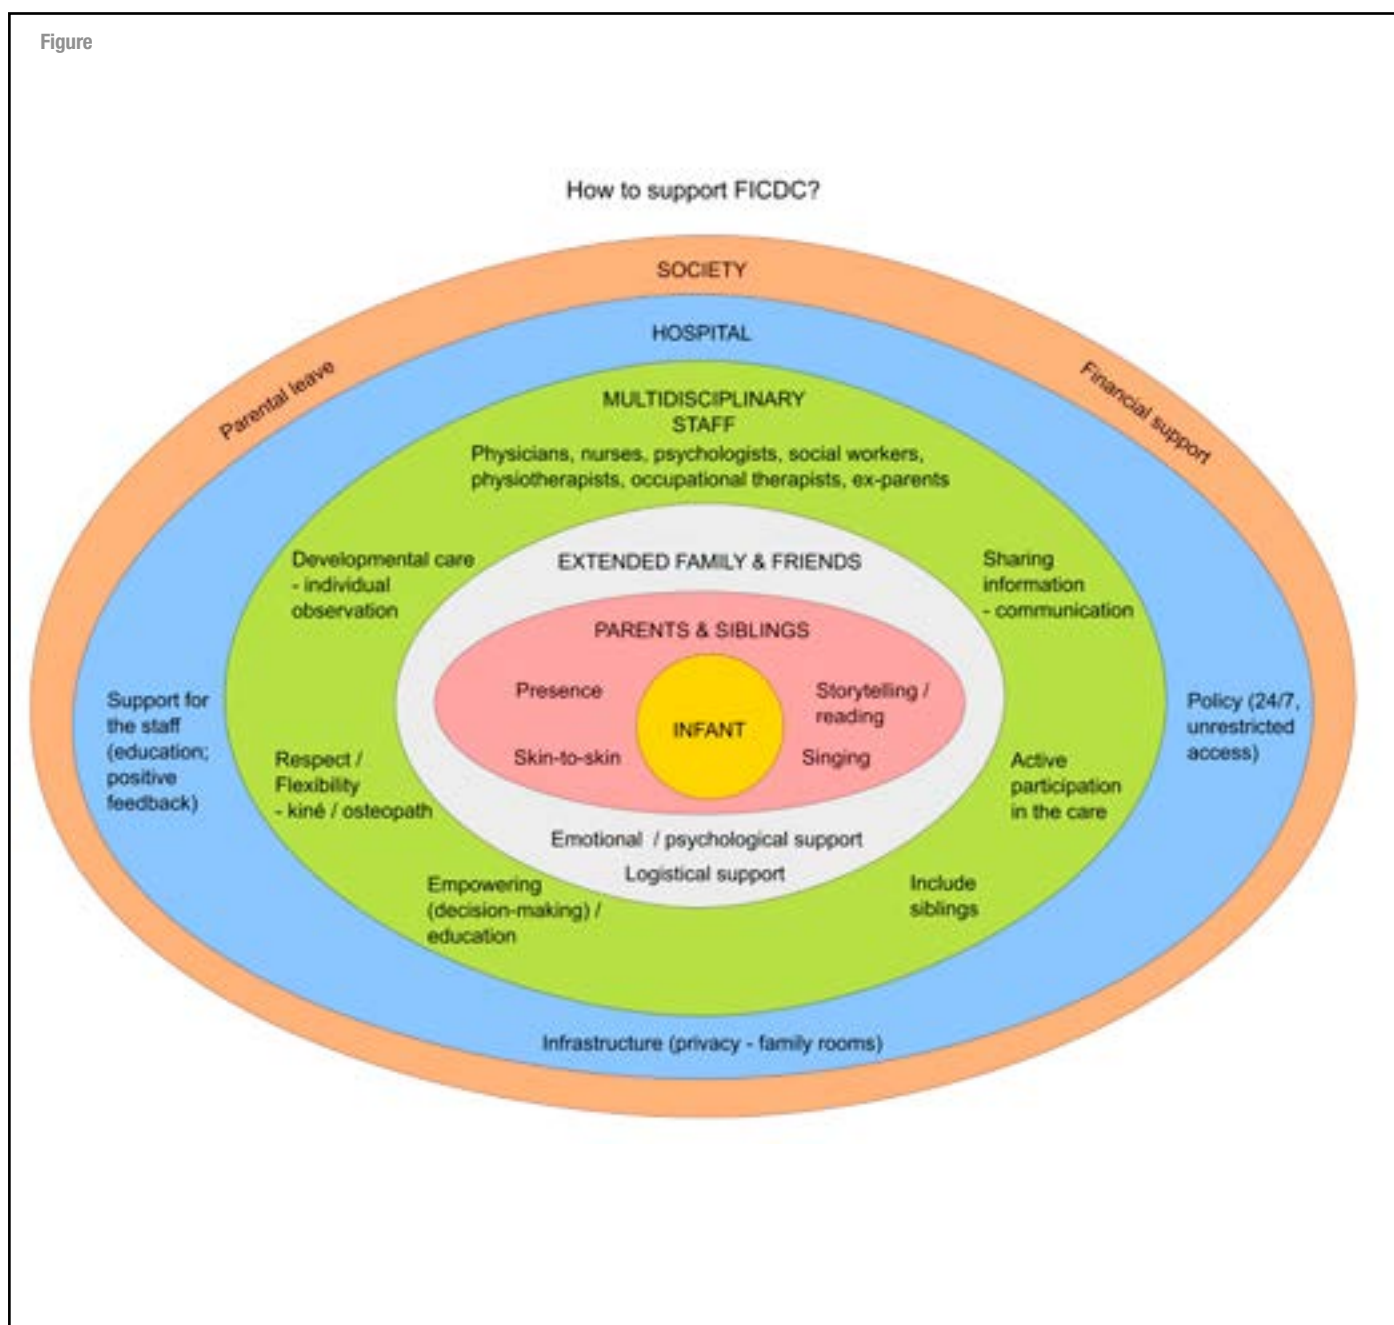 Figure
How to support FICDC?
SOCIETY
HOSPITAL
Parental leave
Financial support
MULTIDISCIPLINARY
STAFF
Physicians, nurses, psychologists, social workers,
physiotherapists, occupational therapists, ex-parents
Developmental care
- individual
observation
EXTENDED FAMILY & FRIENDS
Sharing
information
- communication
PARENTS & SIBLINGS
Presence
Skin-to-skin
INFANT
Storytelling /
reading
Singing
Support for
the staff
(education;
positive
feedback)
Respect /
Flexibility
- kiné / osteopath
Active
participation
in the care
Policy (24/7,
unrestricted
access)
Emotional / psychological support
Logistical support
Empowering
(decision-making) /
education
Include
siblings
Infrastructure (privacy - family rooms)